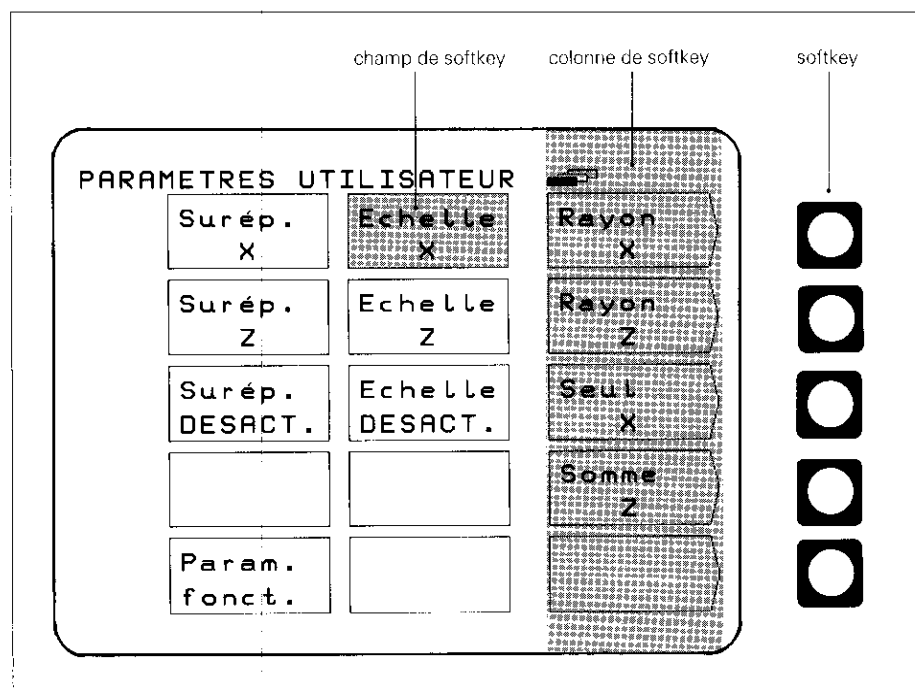 champ de softkey
colonne de softkey
softkey
PARAMETRES UTILISATEUR
Surép.
X
Echelle
X
Rayon
X
Surép.
Z
Echelle
Z
Rayon
Z
Surép.
DESACT.
Echelle
DESACT.
Seul
X
Somme
Z
Param.
fonct.